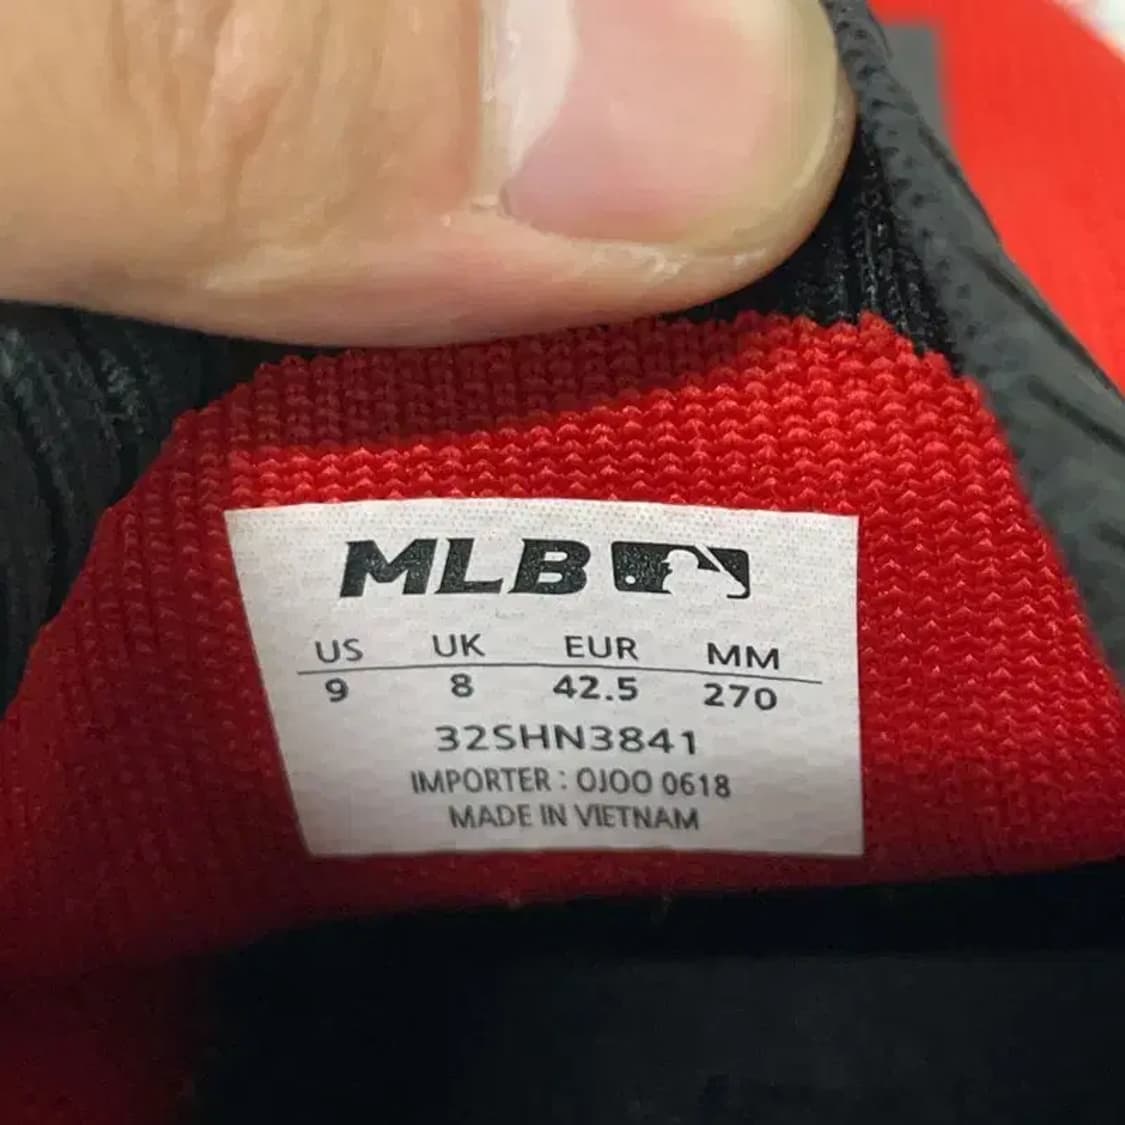 MLB
US UK EUR MM
9 8 42.5 270
32SHN3841
IMPORTER : OJOO 0618
MADE IN VIETNAM